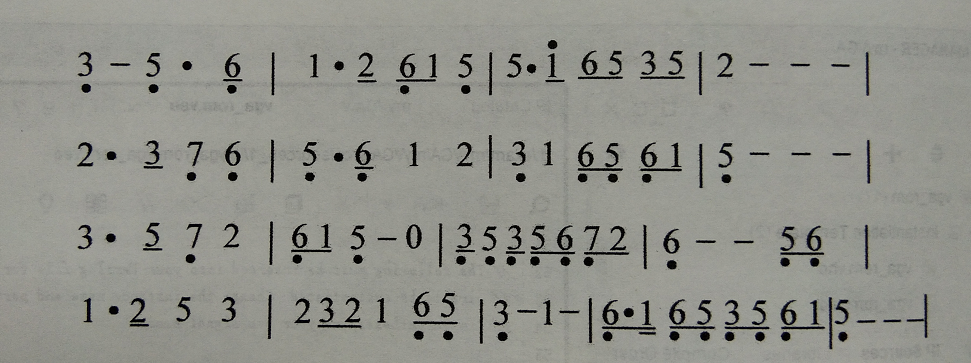 3 – 5 · 6 | 1 · 2 6 1 5 | 5 · 1 6 5 3 5 | 2 – – – |
2 · 3 7 6 | 5 · 6 1 2 | 3 1 6 5 6 1 | 5 – – – |
3 · 5 7 2 | 6 1 5 – 0 | 3 5 3 5 6 7 2 | 6 – – 5 6 |
1 · 2 5 3 | 2 3 2 1 6 5 | 3 – 1 – | 6 · 1 6 5 3 5 6 1 | 5 – – – |